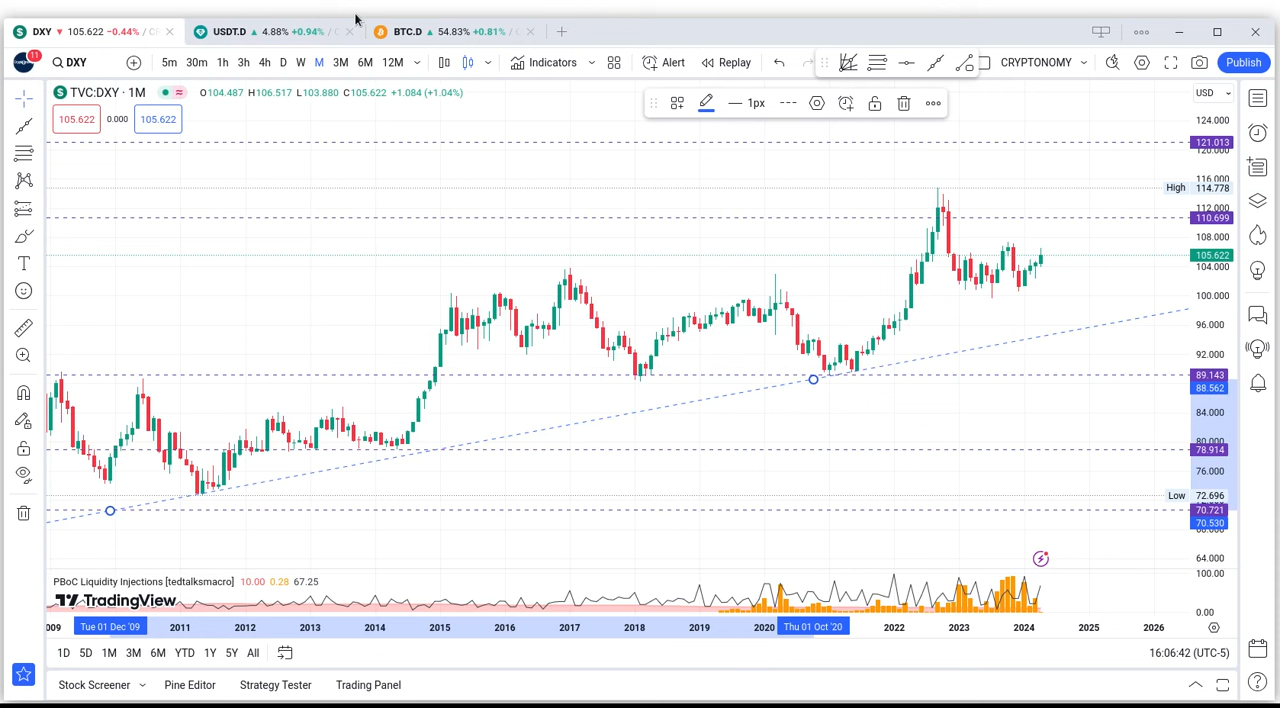 DXY ▼ 105.622 −0.44% / C
USDT.D ▲ 4.88% +0.94% / C
BTC.D ▲ 54.83% +0.81% / C
11
DXY
5m 30m 1h 3h 4h D W M 3M 6M 12M
Indicators
Alert
Replay
CRYPTONOMY
Publish
TVC:DXY · 1M
O104.487 H106.517 L103.880 C105.622 +1.084 (+1.04%)
105.622 0.000 105.622
1px
USD
124.000
121.013
120.000
116.000
High 114.778
110.699
108.000
105.622
104.000
100.000
96.000
92.000
89.143
88.562
84.000
80.000
78.914
76.000
Low 72.696
70.721
70.530
64.000
PBoC Liquidity Injections [tedtalksmacro] 10.00 0.28 67.25
100.00
TradingView
0.00
009 Tue 01 Dec '09 2011 2012 2013 2014 2015 2016 2017 2018 2019 2020 Thu 01 Oct '20 2022 2023 2024 2025 2026
1D 5D 1M 3M 6M YTD 1Y 5Y All
16:06:42 (UTC-5)
Stock Screener Pine Editor Strategy Tester Trading Panel